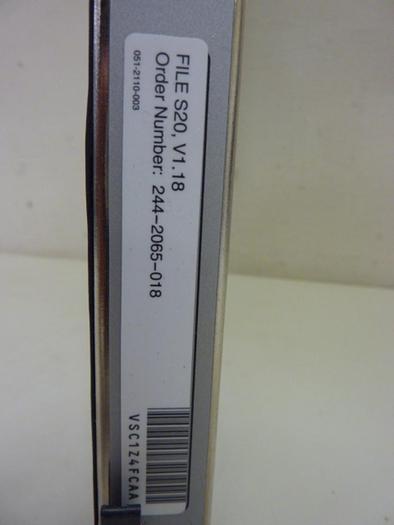 FILE S20, V1.18
Order Number: 244-2065-018
051-2110-003
VSC1Z4FCAA